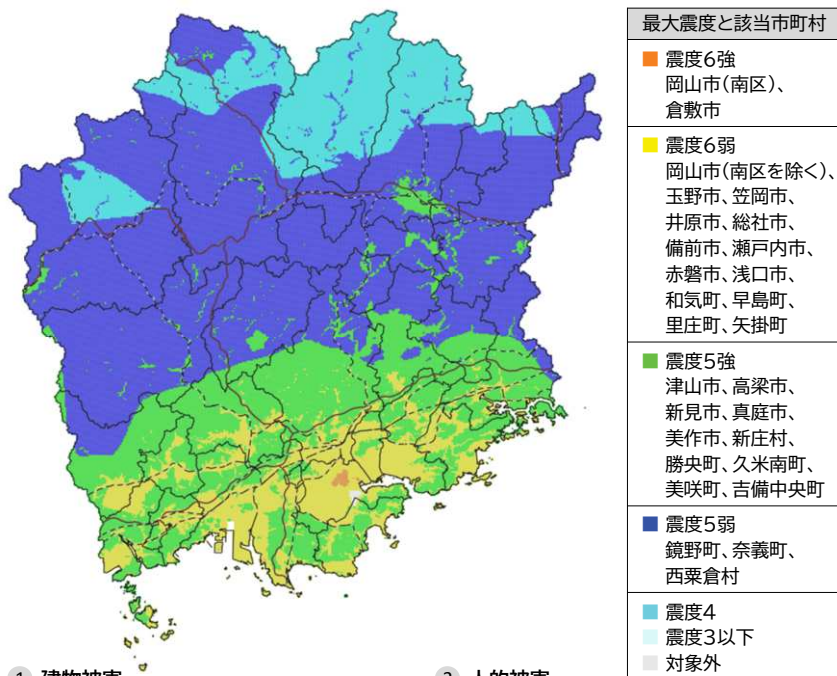 最大震度と該当市町村
震度6強
岡山市(南区)、
倉敷市
震度6弱
岡山市(南区を除く)、
玉野市、笠岡市、
井原市、総社市、
備前市、瀬戸内市、
赤磐市、浅口市、
和気町、早島町、
里庄町、矢掛町
震度5強
津山市、高梁市、
新見市、真庭市、
美作市、新庄村、
勝央町、久米南町、
美咲町、吉備中央町
震度5弱
鏡野町、奈義町、
西粟倉村
震度4
震度3以下
対象外
1 建物被害
2 人的被害